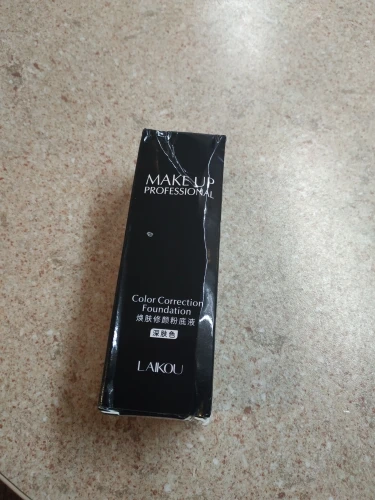 MAKE UP
PROFESSIONAL
Color Correction
Foundation
焕肤修颜粉底液
深肤色
LAIKOU